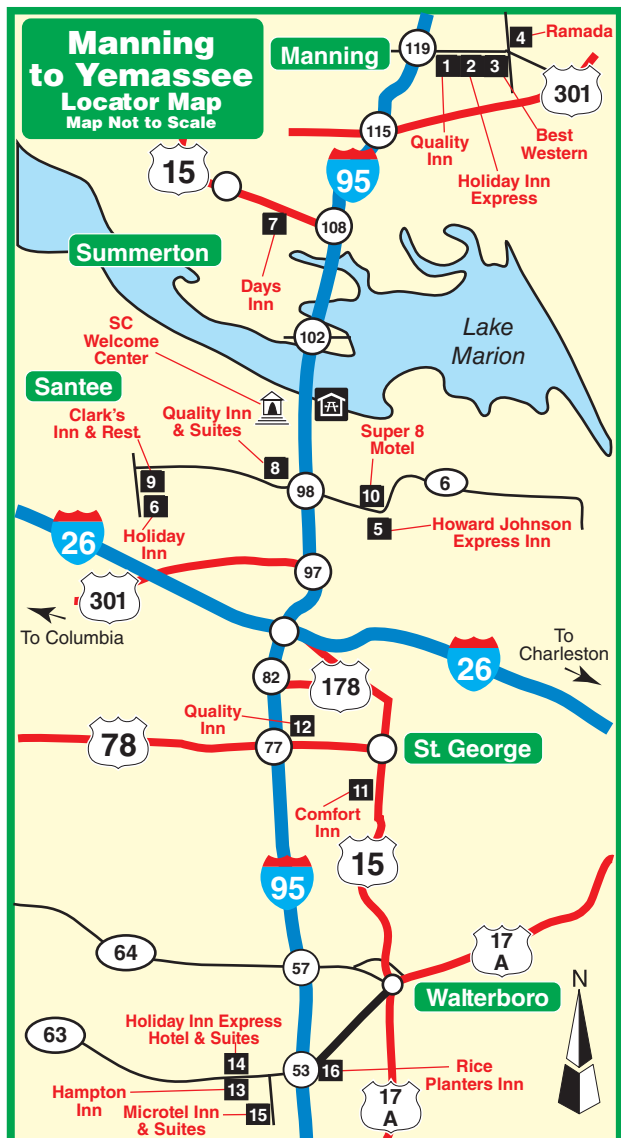 Manning
to Yemassee
Locator Map
Map Not to Scale
Manning
119
4
Ramada
1 2 3
301
115
Quality
Inn
Best
Western
Holiday Inn
Express
15
95
7
108
Summerton
Days
Inn
SC
Welcome
Center
102
Lake
Marion
Santee
Clark's
Inn & Rest.
Quality Inn
& Suites
Super 8
Motel
9
8
98
10
6
6
5
Howard Johnson
Express Inn
Holiday
Inn
26
97
301
To Columbia
To
Charleston
26
82
178
Quality
Inn
12
78
77
St. George
11
Comfort
Inn
15
95
17
A
64
57
Walterboro
N
63
Holiday Inn Express
Hotel & Suites
14
53
16
Rice
Planters Inn
Hampton
Inn
13
Microtel Inn
& Suites
15
17
A